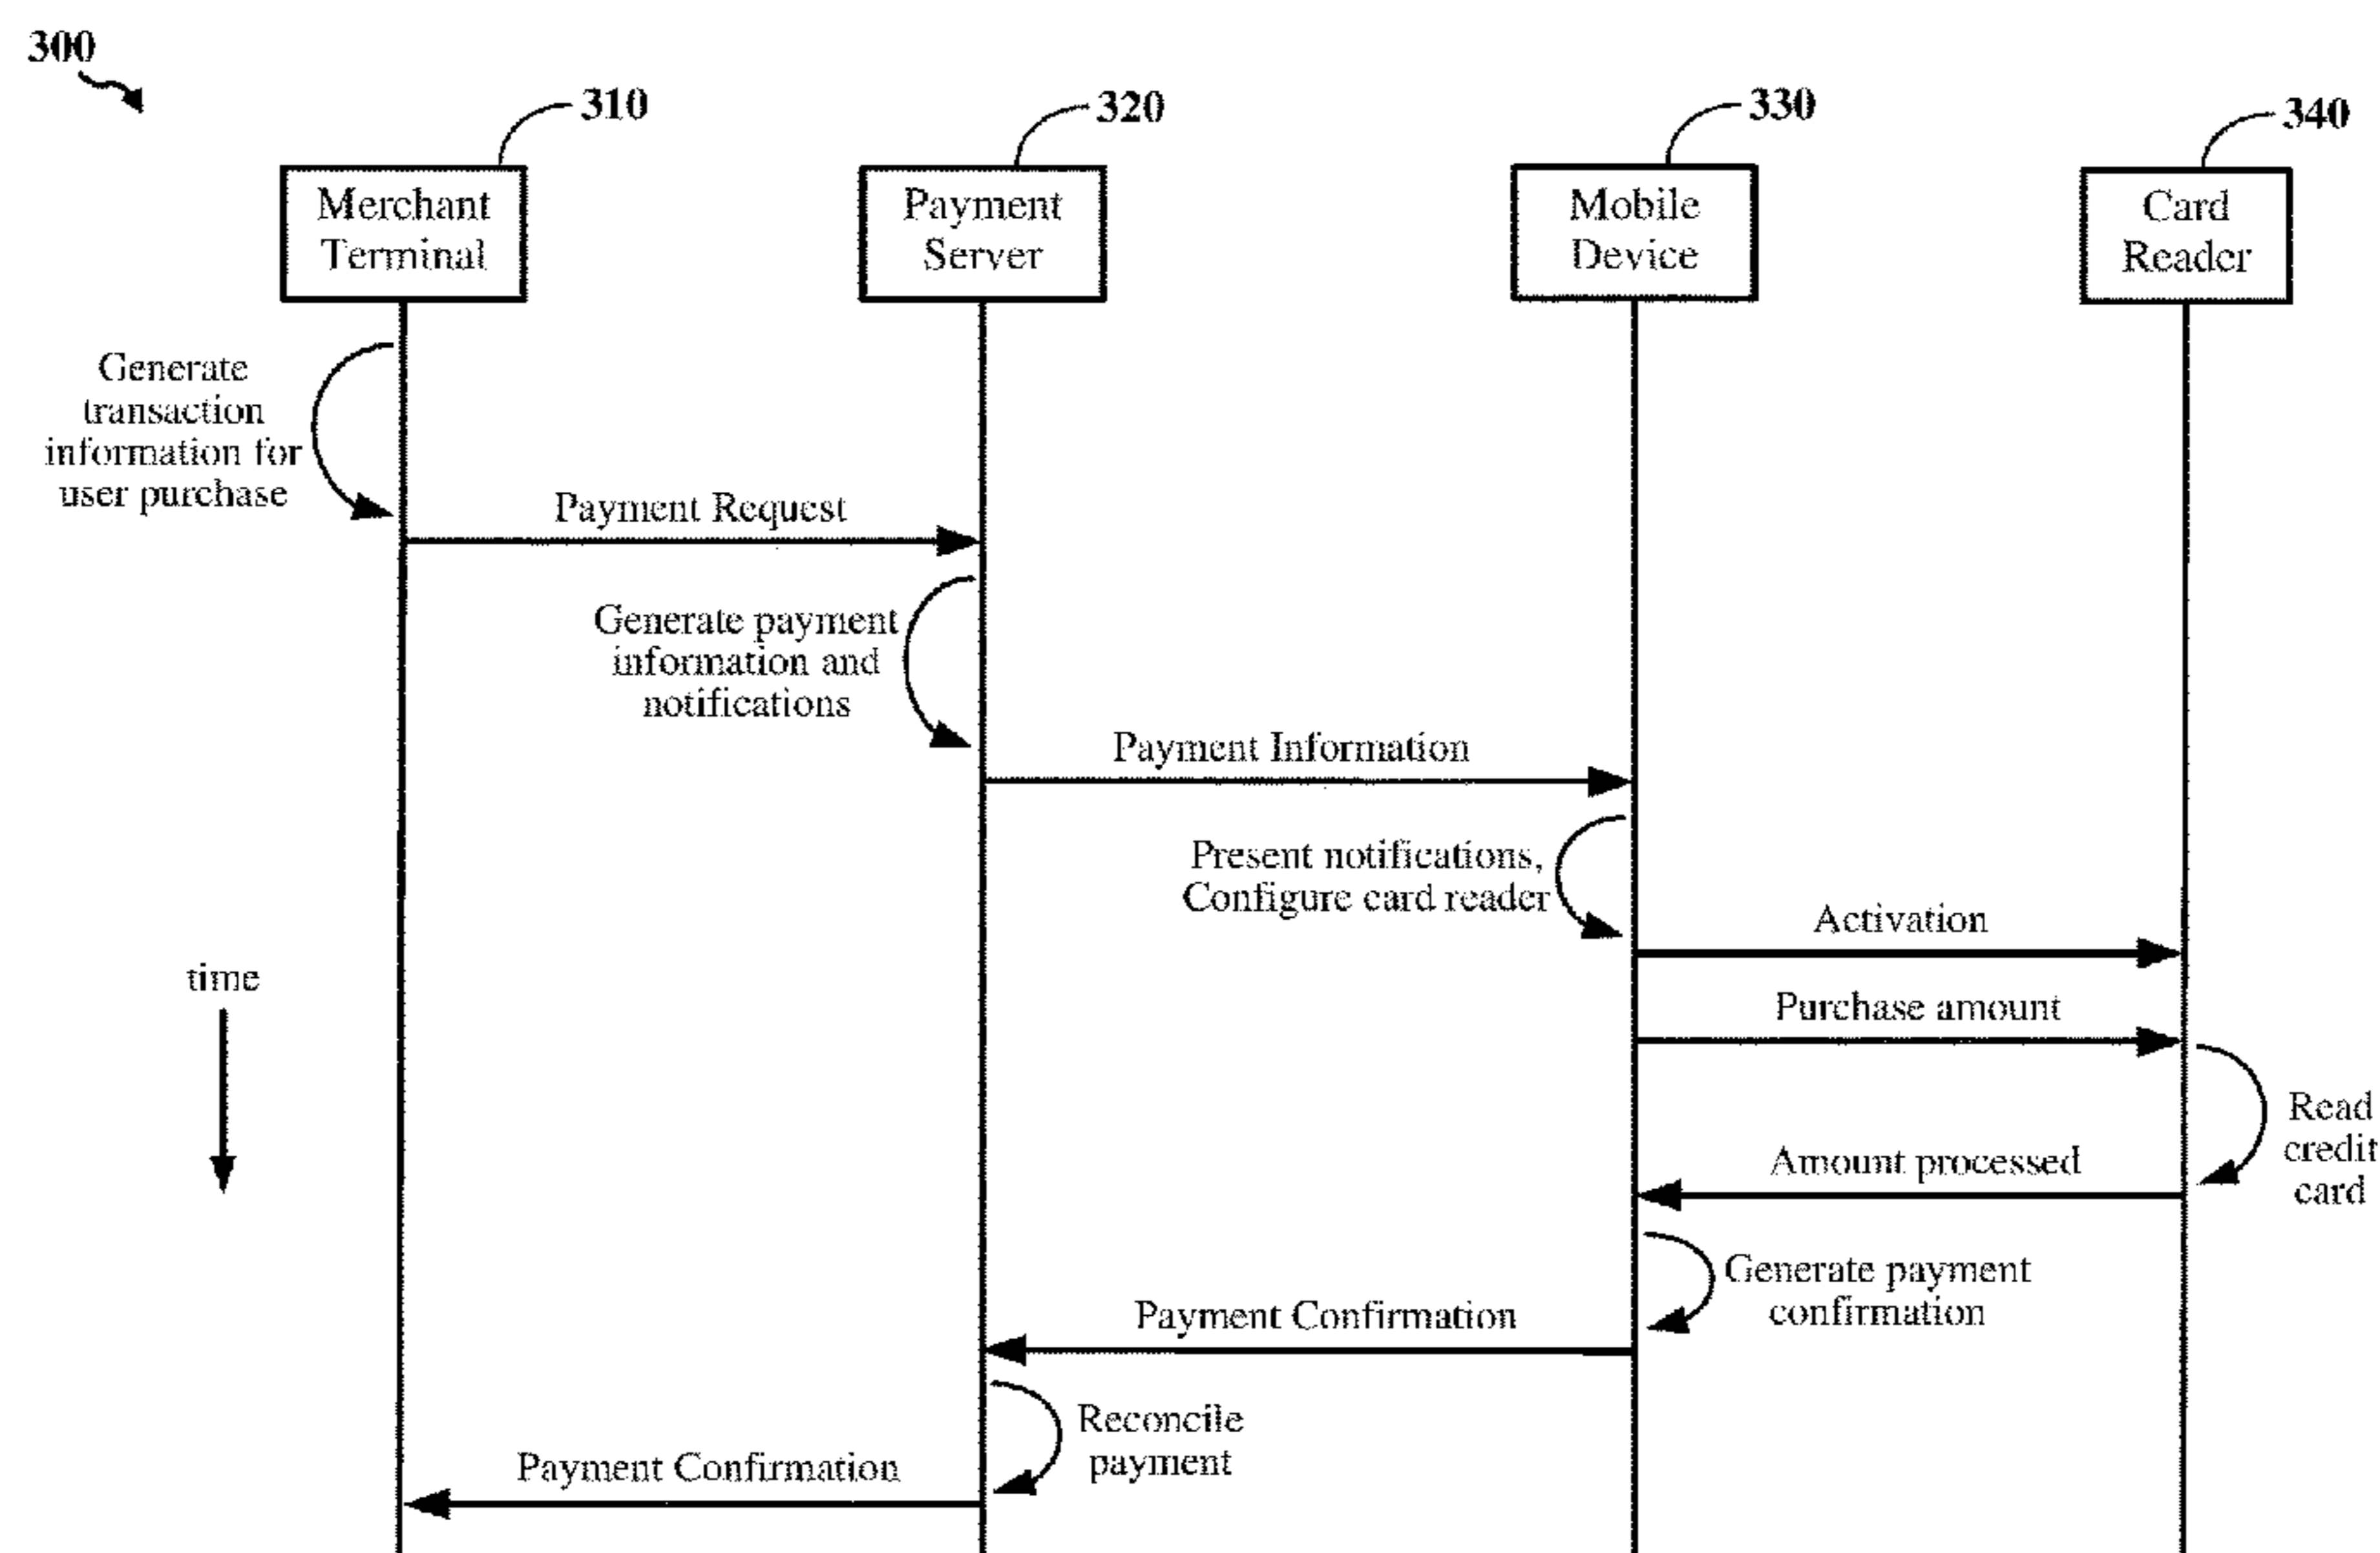 300
310
320
330
340
Merchant
Terminal
Payment
Server
Mobile
Device
Card
Reader
Generate
transaction
information for
user purchase
Payment Request
Generate payment
information and
notifications
Payment Information
Present notifications,
Configure card reader
Activation
time
Purchase amount
Read
credit
card
Amount processed
Generate payment
confirmation
Payment Confirmation
Reconcile
payment
Payment Confirmation